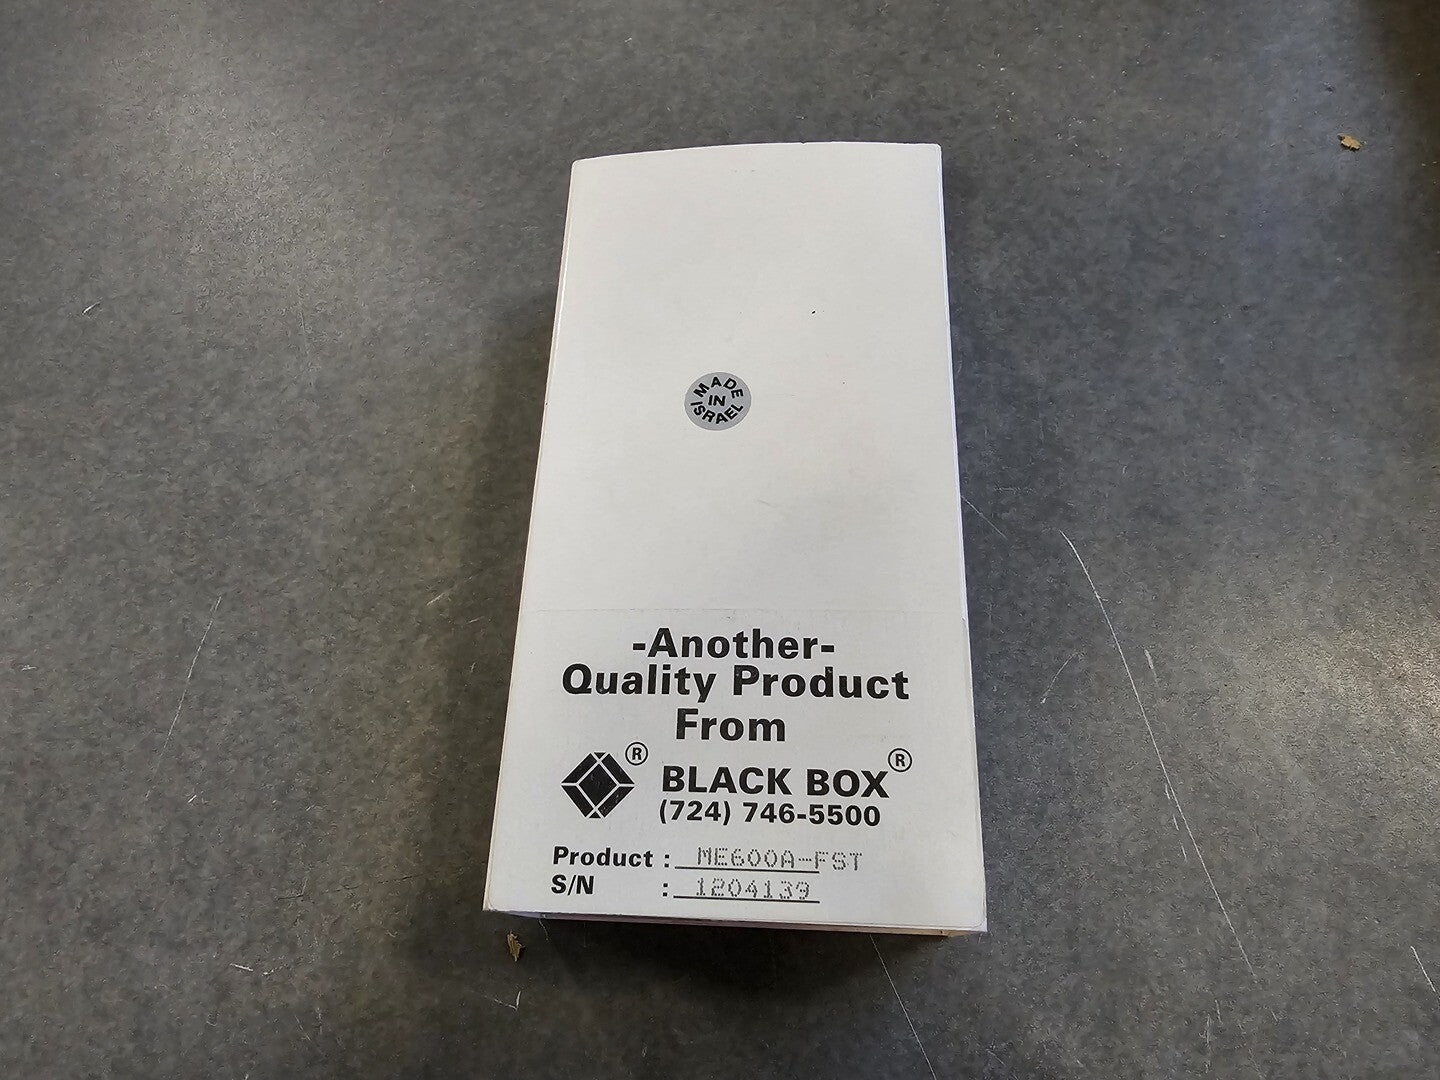 MADE
IN
ISRAEL
-Another-
Quality Product
From
® BLACK BOX®
(724) 746-5500
Product : ME600A-FST
S/N : 1204139